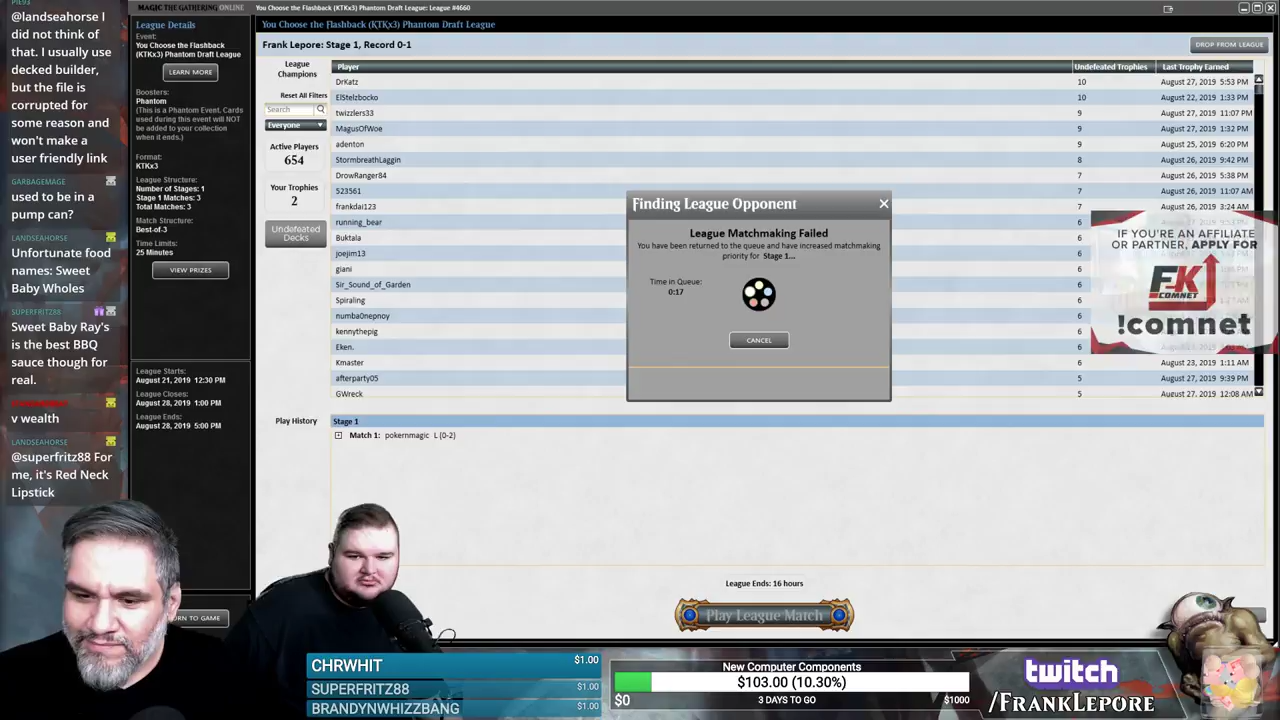 MAGIC THE GATHERING ONLINE
You Choose the Flashback (KTKx3) Phantom Draft League: League #4660
League Details
Event:
You Choose the Flashback
(KTKx3) Phantom Draft League
LEARN MORE
Boosters:
Phantom
(This is a Phantom Event. Cards
used during this event will NOT
be added to your collection
when it ends.)
Format:
KTKx3
League Structure:
Number of Stages: 1
Stage 1 Matches: 3
Total Matches: 3
Match Structure:
Best-of-3
Time Limits:
25 Minutes
VIEW PRIZES
League Starts:
August 21, 2019 12:30 PM
League Closes:
August 28, 2019 1:00 PM
League Ends:
August 28, 2019 5:00 PM
PIE93
@landseahorse I
did not think of
that. I usually use
decked builder,
but the file is
corrupted for
some reason and
won't make a
user friendly link
GARBAGEMAGE
used to be in a
pump can?
LANDSEAHORSE
Unfortunate food
names: Sweet
Baby Wholes
SUPERFRITZ88
Sweet Baby Ray's
is the best BBQ
sauce though for
real.
v wealth
LANDSEAHORSE
@superfritz88 For
me, it's Red Neck
Lipstick
You Choose the Flashback (KTKx3) Phantom Draft League
Frank Lepore: Stage 1, Record 0-1
DROP FROM LEAGUE
League
Champions
Reset All Filters
Search
Everyone
Active Players
654
Your Trophies
2
Undefeated
Decks
Player Undefeated Trophies Last Trophy Earned
DrKatz 10 August 27, 2019 5:53 PM
ElStelzbocko 10 August 22, 2019 1:33 PM
twizzlers33 9 August 27, 2019 11:07 PM
MagusOfWoe 9 August 27, 2019 1:32 PM
adenton 9 August 25, 2019 6:20 PM
StormbreathLaggin 8 August 26, 2019 9:42 PM
DrowRanger84 7 August 26, 2019 5:38 PM
523561 7 August 26, 2019 11:07 AM
frankdai123 7 August 26, 2019 3:24 AM
running_bear 6
Buktala 6
joejim13 6
giani 6
Sir_Sound_of_Garden 6
Spiraling 6
numba0nepnoy 6
kennythepig 6
Eken. 6
Kmaster 6 August 23, 2019 1:11 AM
afterparty05 5 August 27, 2019 9:39 PM
GWreck 5 August 27, 2019 12:08 AM
Finding League Opponent
League Matchmaking Failed
You have been returned to the queue and have increased matchmaking
priority for Stage 1...
Time in Queue:
0:17
CANCEL
IF YOU'RE AN AFFILIATE
OR PARTNER, APPLY FOR
COMNET
!comnet
Play History
Stage 1
Match 1: pokernmagic L (0-2)
League Ends: 16 hours
Play League Match
RN TO GAME
CHRWHIT $1.00
SUPERFRITZ88 $1.00
BRANDYNWHIZZBANG $1.00
New Computer Components
$103.00 (10.30%)
$0 3 DAYS TO GO $1000
twitch
/FRANKLEPORE